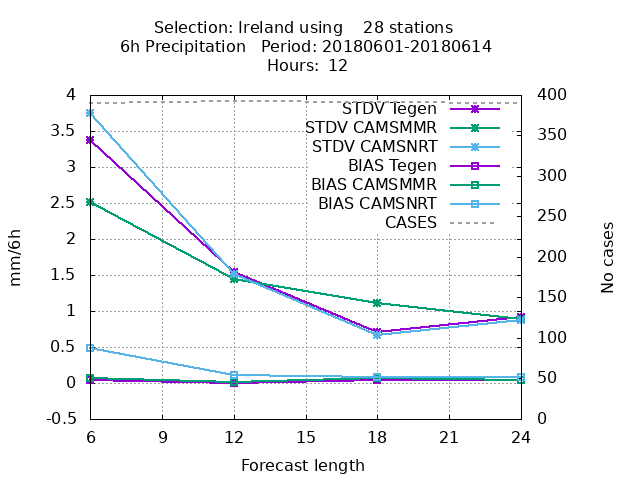 Selection: Ireland using    28 stations
6h Precipitation   Period: 20180601-20180614
Hours: 12
STDV Tegen
STDV CAMSMMR
STDV CAMSNRT
BIAS Tegen
BIAS CAMSMMR
BIAS CAMSNRT
CASES
4
3.5
3
2.5
2
1.5
1
0.5
0
-0.5
mm/6h
400
350
300
250
200
150
100
50
0
No cases
6 9 12 15 18 21 24
Forecast length